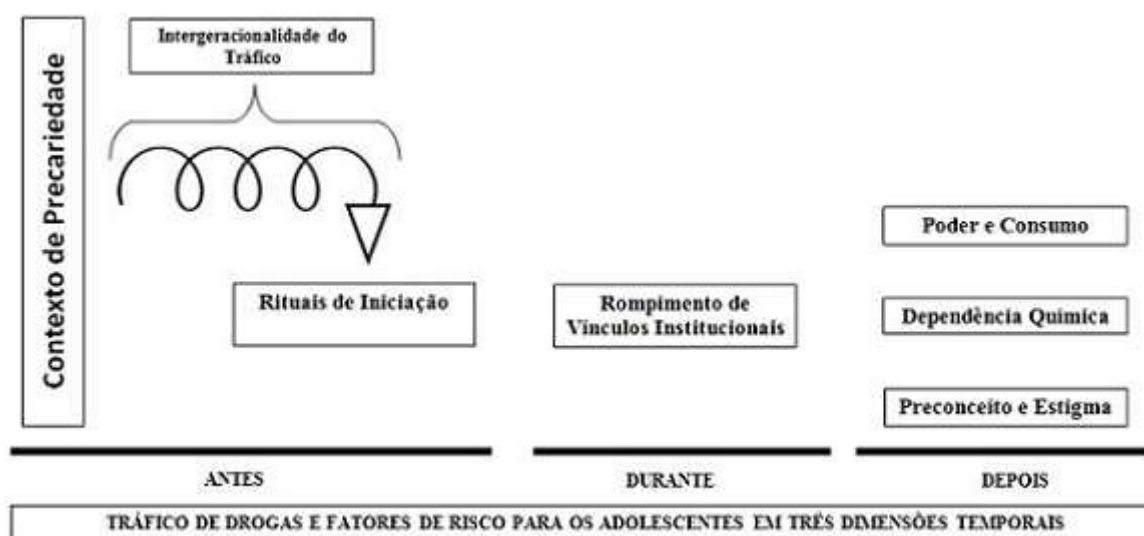 Contexto de Precariedade
Intergeracionalidade do
Tráfico
Rituais de Iniciação
Rompimento de
Vínculos Institucionais
Poder e Consumo
Dependência Química
Preconceito e Estigma
ANTES
DURANTE
DEPOIS
TRÁFICO DE DROGAS E FATORES DE RISCO PARA OS ADOLESCENTES EM TRÊS DIMENSÕES TEMPORAIS